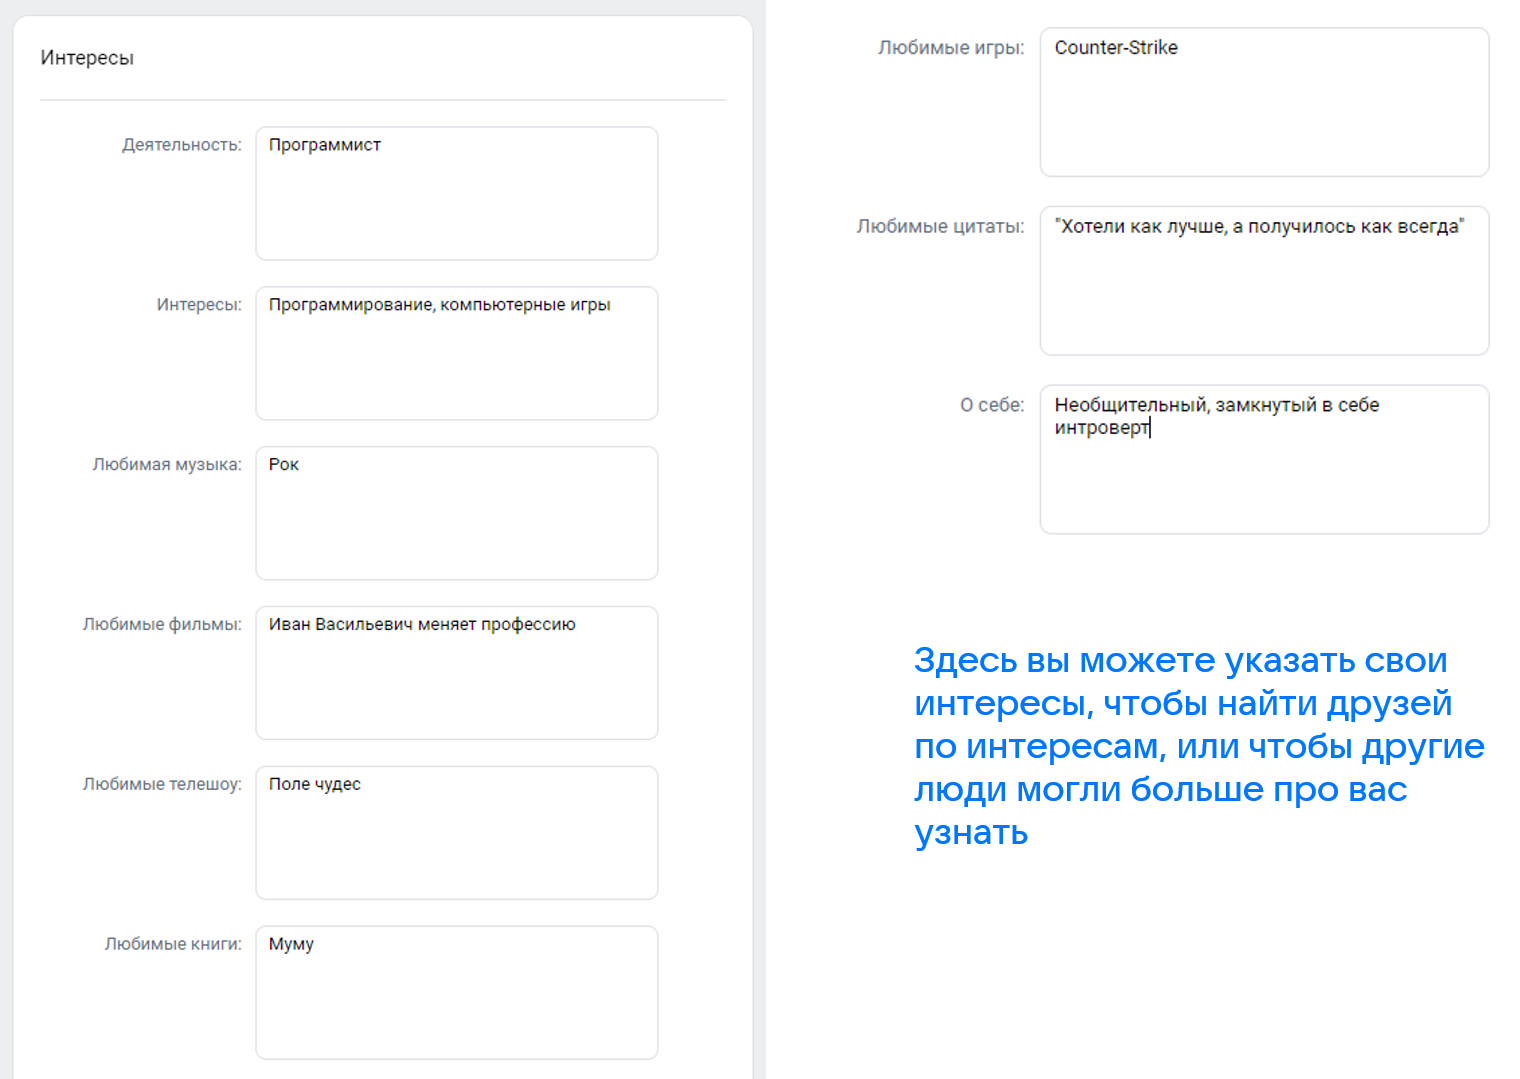 Интересы
Деятельность:
Программист
Интересы:
Программирование, компьютерные игры
Любимая музыка:
Рок
Любимые фильмы:
Иван Васильевич меняет профессию
Любимые телешоу:
Поле чудес
Любимые книги:
Муму
Любимые игры:
Counter-Strike
Любимые цитаты:
"Хотели как лучше, а получилось как всегда"
О себе:
Необщительный, замкнутый в себе
интроверт
Здесь вы можете указать свои
интересы, чтобы найти друзей
по интересам, или чтобы другие
люди могли больше про вас
узнать